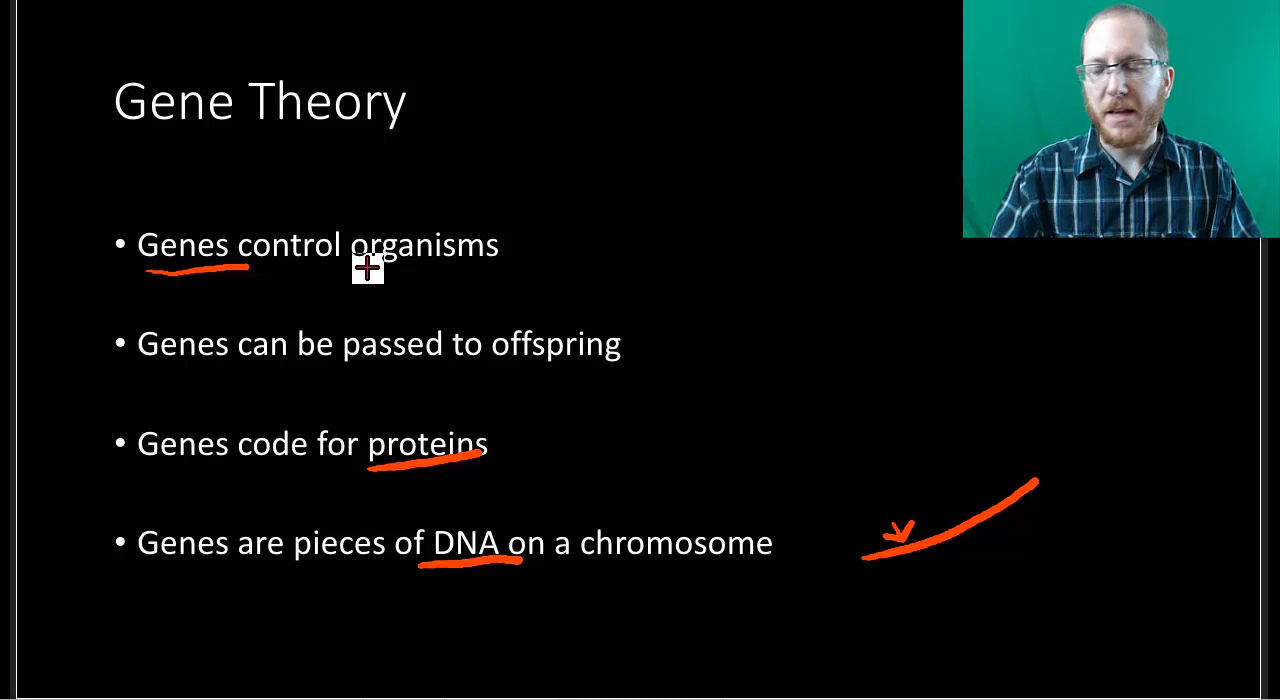 Gene Theory
• Genes control organisms
• Genes can be passed to offspring
• Genes code for proteins
• Genes are pieces of DNA on a chromosome